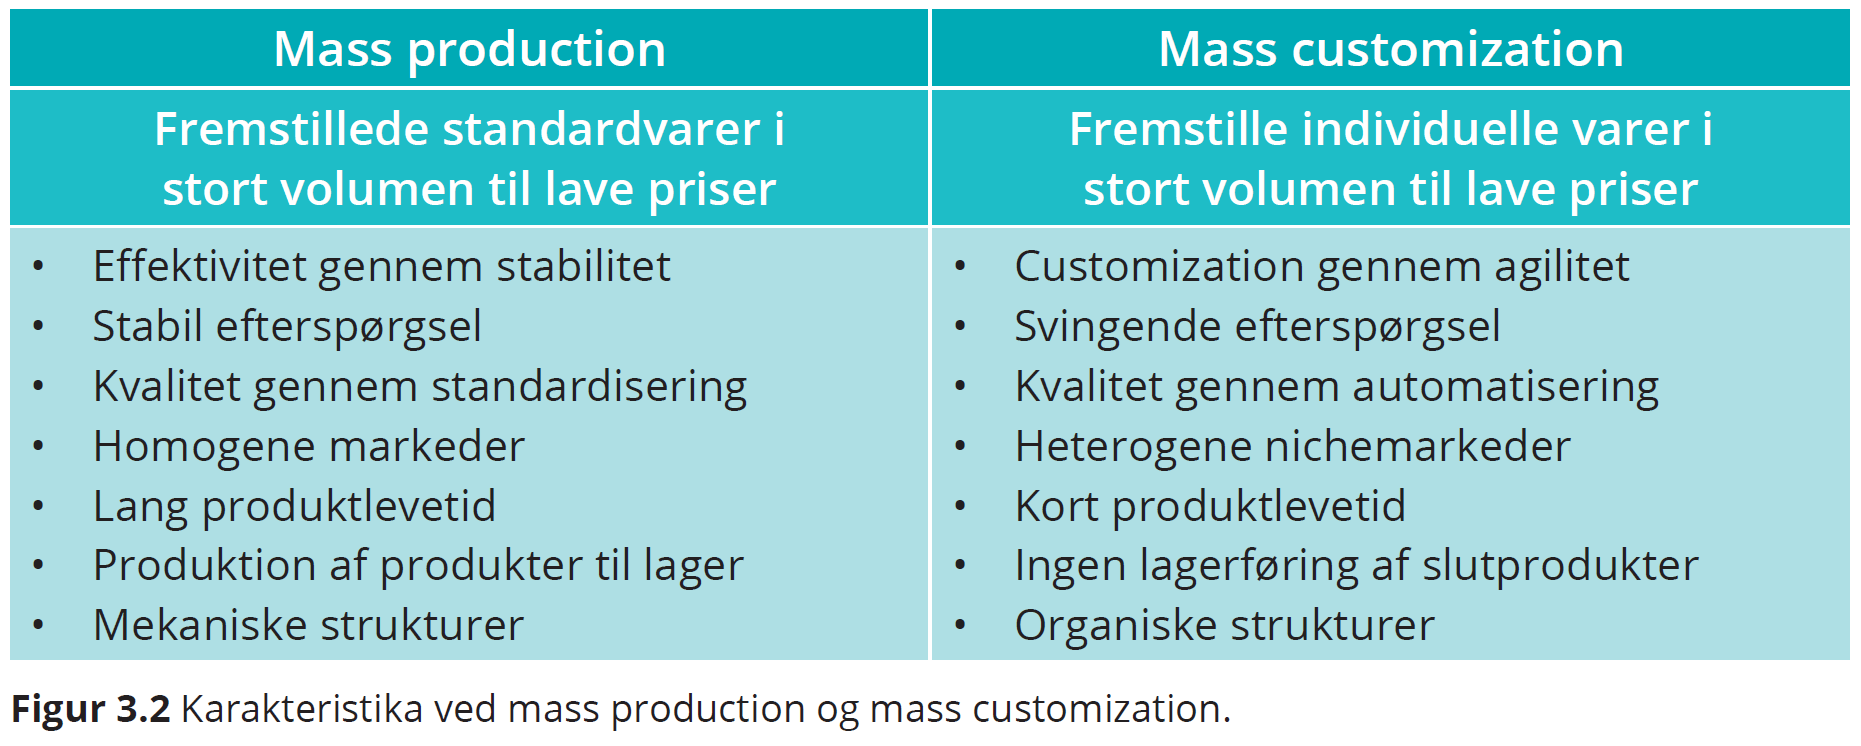 Mass production
Mass customization
Fremstillede standardvarer i
stort volumen til lave priser
Fremstille individuelle varer i
stort volumen til lave priser
• Effektivitet gennem stabilitet
• Stabil efterspørgsel
• Kvalitet gennem standardisering
• Homogene markeder
• Lang produktlevetid
• Produktion af produkter til lager
• Mekaniske strukturer
• Customization gennem agilitet
• Svingende efterspørgsel
• Kvalitet gennem automatisering
• Heterogene nichemarkeder
• Kort produktlevetid
• Ingen lagerføring af slutprodukter
• Organiske strukturer
Figur 3.2 Karakteristika ved mass production og mass customization.